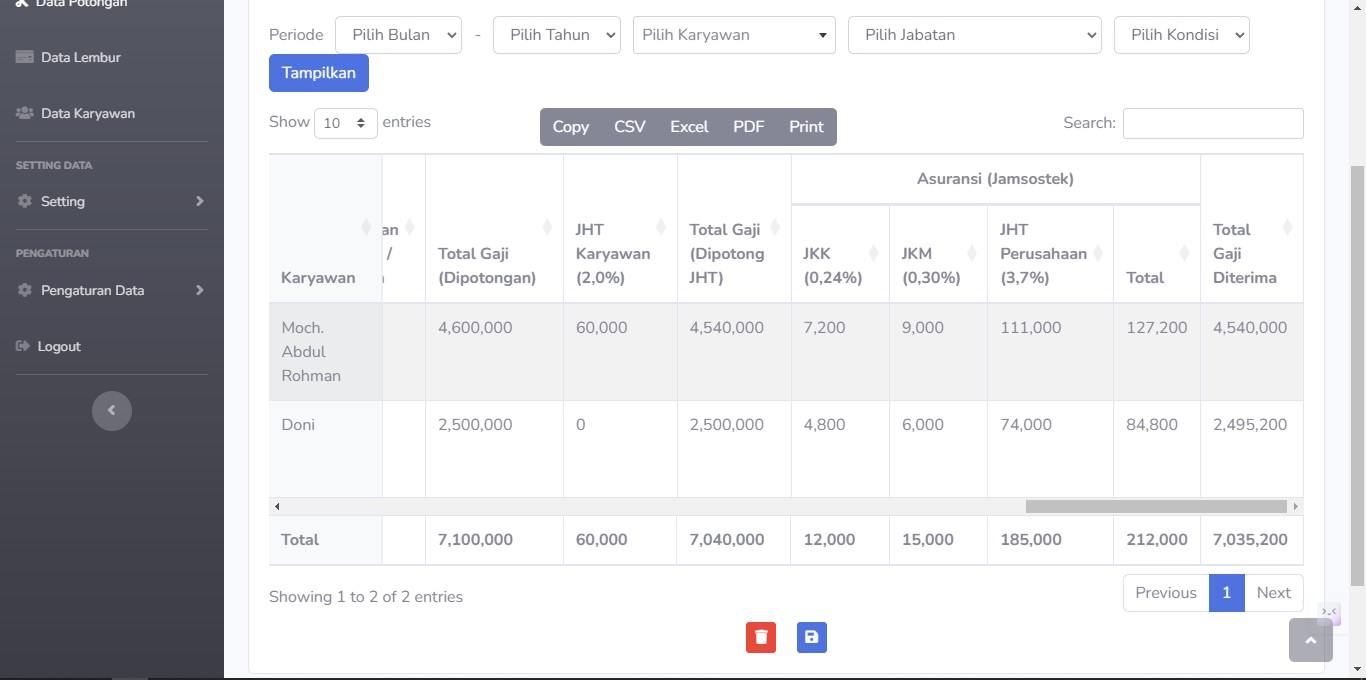 Data Potongan
Data Lembur
Data Karyawan
SETTING DATA
Setting
PENGATURAN
Pengaturan Data
Logout
Periode Pilih Bulan - Pilih Tahun Pilih Karyawan Pilih Jabatan Pilih Kondisi
Tampilkan
Show 10 entries
Copy CSV Excel PDF Print
Search:
Asuransi (Jamsostek)
Karyawan
an
/
Total Gaji
(Dipotongan)
JHT
Karyawan
(2,0%)
Total Gaji
(Dipotong
JHT)
JKK
(0,24%)
JKM
(0,30%)
JHT
Perusahaan
(3,7%)
Total
Total
Gaji
Diterima
Moch.
Abdul
Rohman
4,600,000 60,000 4,540,000 7,200 9,000 111,000 127,200 4,540,000
Doni 2,500,000 0 2,500,000 4,800 6,000 74,000 84,800 2,495,200
Total 7,100,000 60,000 7,040,000 12,000 15,000 185,000 212,000 7,035,200
Showing 1 to 2 of 2 entries
Previous 1 Next